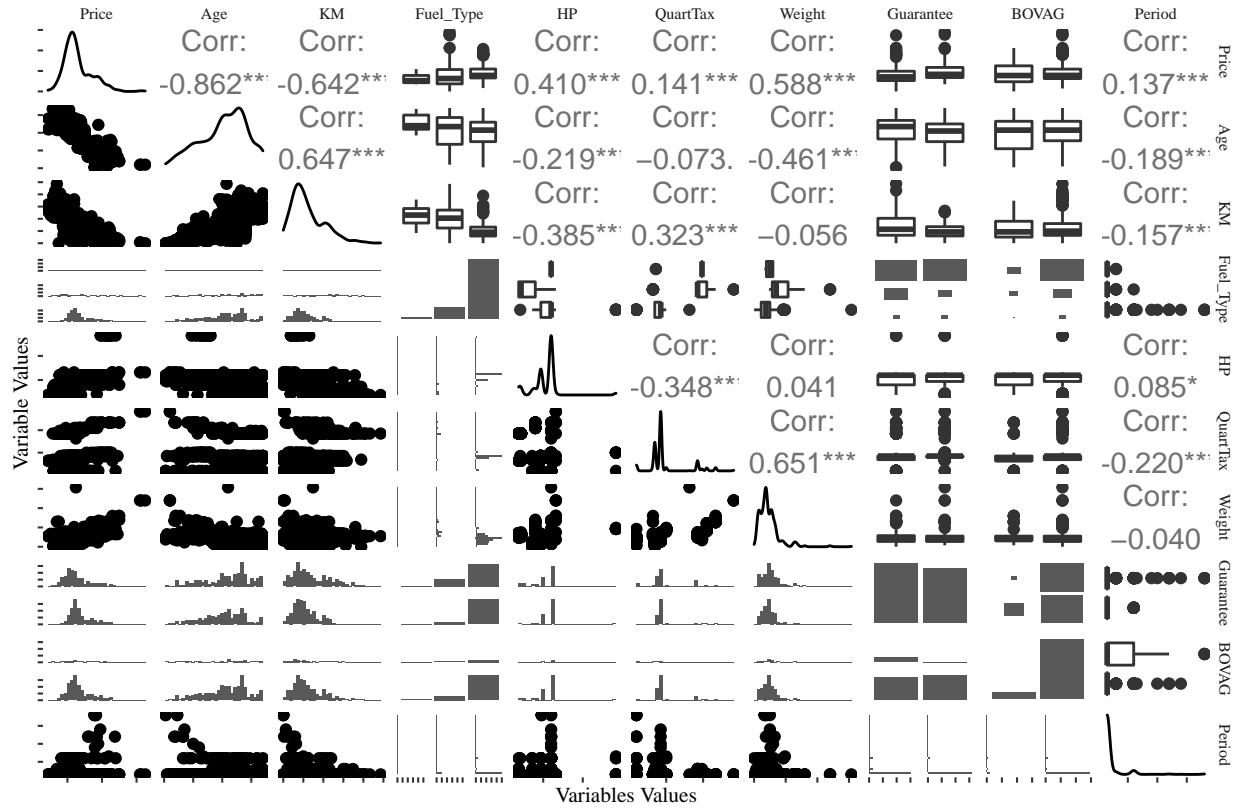 Price Age KM Fuel_Type HP QuartTax Weight Guarantee BOVAG Period
Corr: Corr: Corr: Corr: Corr: Corr:
-0.862*** -0.642*** 0.410*** 0.141*** 0.588*** 0.137***
Price
Corr: Corr: Corr: Corr: Corr:
0.647*** -0.219*** −0.073. -0.461*** -0.189***
Age
Corr: Corr: Corr: Corr:
-0.385*** 0.323*** −0.056 -0.157***
KM
Fuel_Type
Corr: Corr: Corr:
-0.348*** 0.041 0.085*
HP
Corr: Corr:
0.651*** -0.220***
QuartTax
Corr:
−0.040
Weight
Guarantee
BOVAG
Period
Variable Values
Variables Values